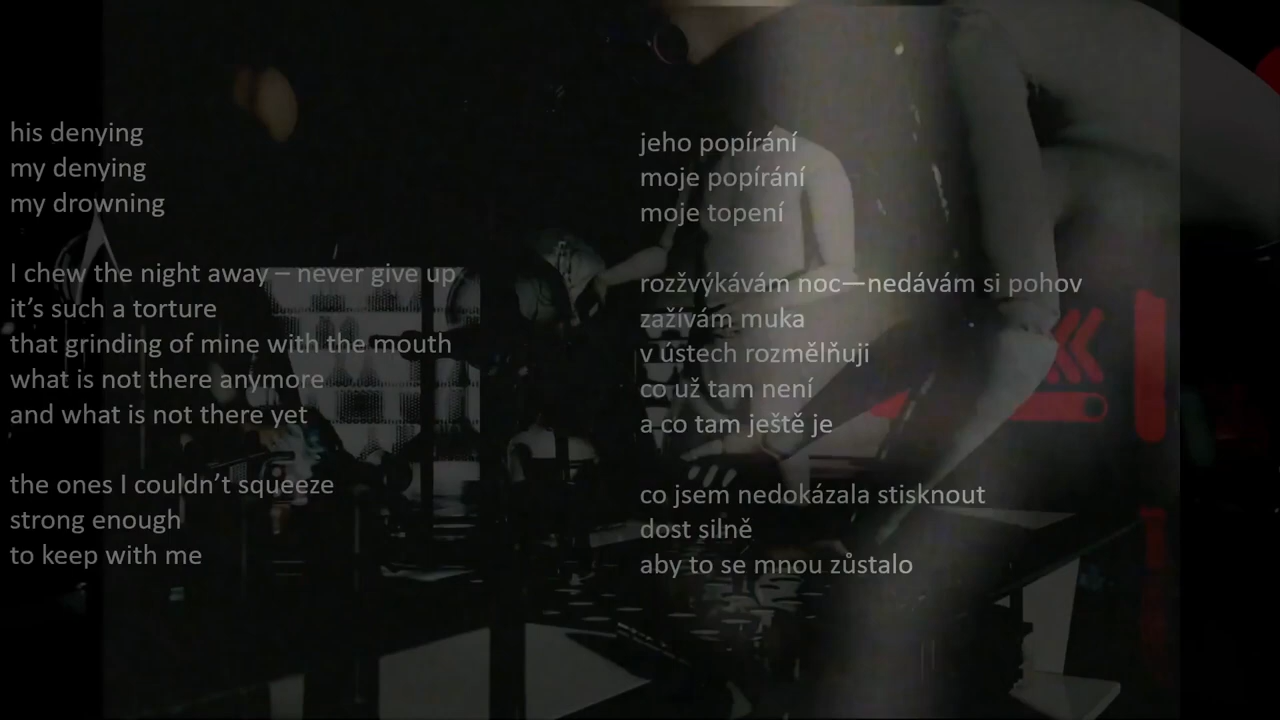 his denying
my denying
my drowning
I chew the night away – never give up
it’s such a torture
that grinding of mine with the mouth
what is not there anymore
and what is not there yet
the ones I couldn’t squeeze
strong enough
to keep with me
jeho popírání
moje popírání
moje topení
rozžvýkávám noc—nedávám si pohov
zažívám muka
v ústech rozmělňuji
co už tam není
a co tam ještě je
co jsem nedokázala stisknout
dost silně
aby to se mnou zůstalo